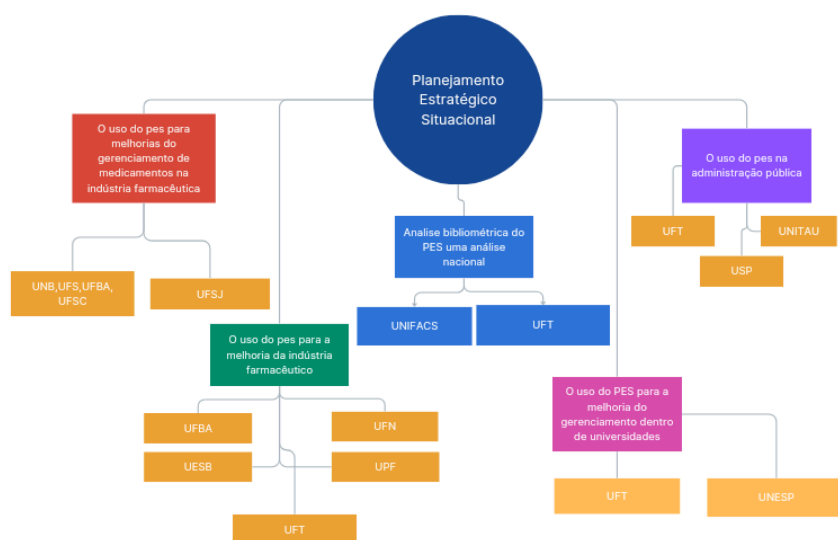 Planejamento
Estratégico
Situacional
O uso do pes para
melhorias do
gerenciamento de
medicamentos na
indústria farmacêutica
UNB,UFS,UFBA,
UFSC
UFSJ
O uso do pes para a
melhoria da indústria
farmacêutico
UFBA
UFN
UESB
UPF
UFT
Analise bibliométrica do
PES uma análise
nacional
UNIFACS
UFT
O uso do PES para a
melhoria do
gerenciamento dentro
de universidades
UFT
UNESP
O uso do pes na
administração pública
UFT
UNITAU
USP